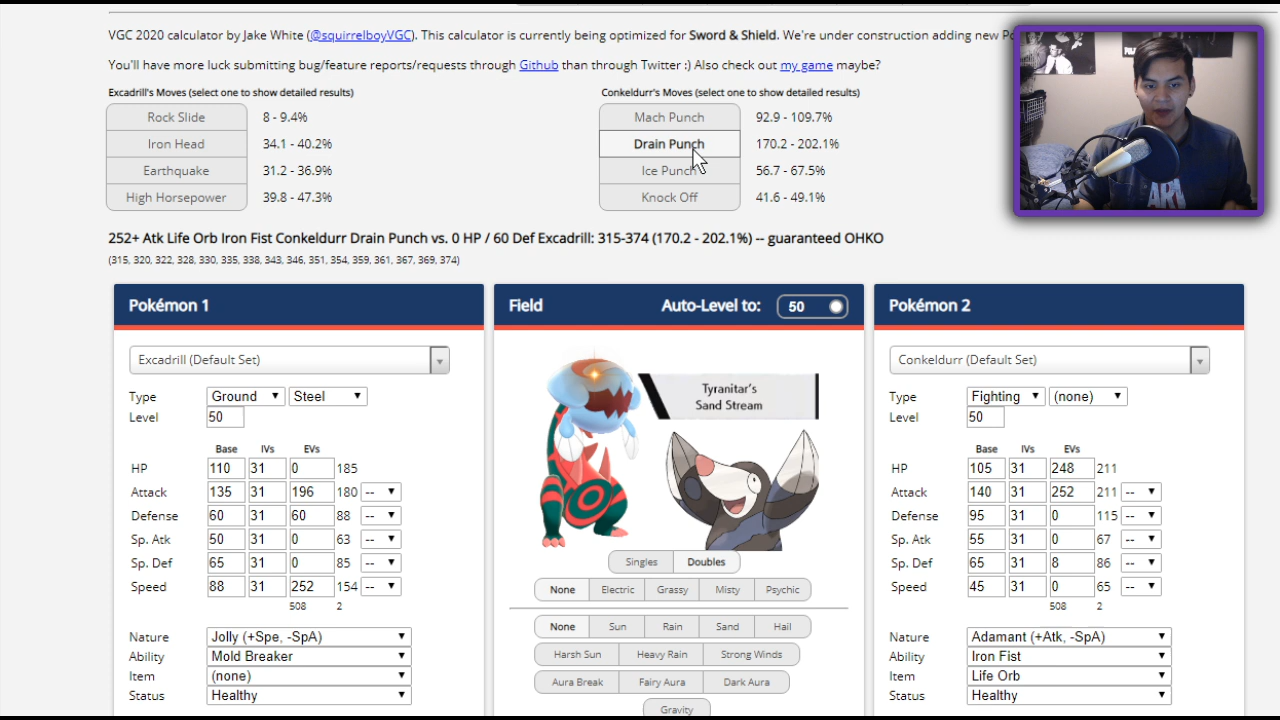 VGC 2020 calculator by Jake White (@squirrelboyVGC). This calculator is currently being optimized for Sword & Shield. We're under construction adding new
You'll have more luck submitting bug/feature reports/requests through Github than through Twitter :) Also check out my game maybe?
Excadrill's Moves (select one to show detailed results)
Rock Slide 8 - 9.4%
Iron Head 34.1 - 40.2%
Earthquake 31.2 - 36.9%
High Horsepower 39.8 - 47.3%
Conkeldurr's Moves (select one to show detailed results)
Mach Punch 92.9 - 109.7%
Drain Punch 170.2 - 202.1%
Ice Punch 56.7 - 67.5%
Knock Off 41.6 - 49.1%
252+ Atk Life Orb Iron Fist Conkeldurr Drain Punch vs. 0 HP / 60 Def Excadrill: 315-374 (170.2 - 202.1%) -- guaranteed OHKO
(315, 320, 322, 328, 330, 335, 338, 343, 346, 351, 354, 359, 361, 367, 369, 374)
Pokémon 1
Excadrill (Default Set)
Type Ground Steel
Level 50
Base IVs EVs
HP 110 31 0 185
Attack 135 31 196 180 --
Defense 60 31 60 88 --
Sp. Atk 50 31 0 63 --
Sp. Def 65 31 0 85 --
Speed 88 31 252 154 --
508 2
Nature Jolly (+Spe, -SpA)
Ability Mold Breaker
Item (none)
Status Healthy
Field Auto-Level to: 50
Tyranitar's
Sand Stream
Singles Doubles
None Electric Grassy Misty Psychic
None Sun Rain Sand Hail
Harsh Sun Heavy Rain Strong Winds
Aura Break Fairy Aura Dark Aura
Gravity
Pokémon 2
Conkeldurr (Default Set)
Type Fighting (none)
Level 50
Base IVs EVs
HP 105 31 248 211
Attack 140 31 252 211 --
Defense 95 31 0 115 --
Sp. Atk 55 31 0 67 --
Sp. Def 65 31 8 86 --
Speed 45 31 0 65 --
508 2
Nature Adamant (+Atk, -SpA)
Ability Iron Fist
Item Life Orb
Status Healthy